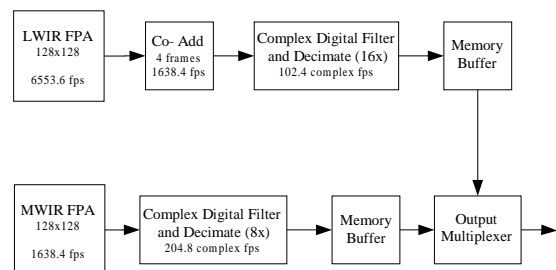 LWIR FPA
128x128
6553.6 fps
Co- Add
4 frames
1638.4 fps
Complex Digital Filter
and Decimate (16x)
102.4 complex fps
Memory
Buffer
MWIR FPA
128x128
1638.4 fps
Complex Digital Filter
and Decimate (8x)
204.8 complex fps
Memory
Buffer
Output
Multiplexer